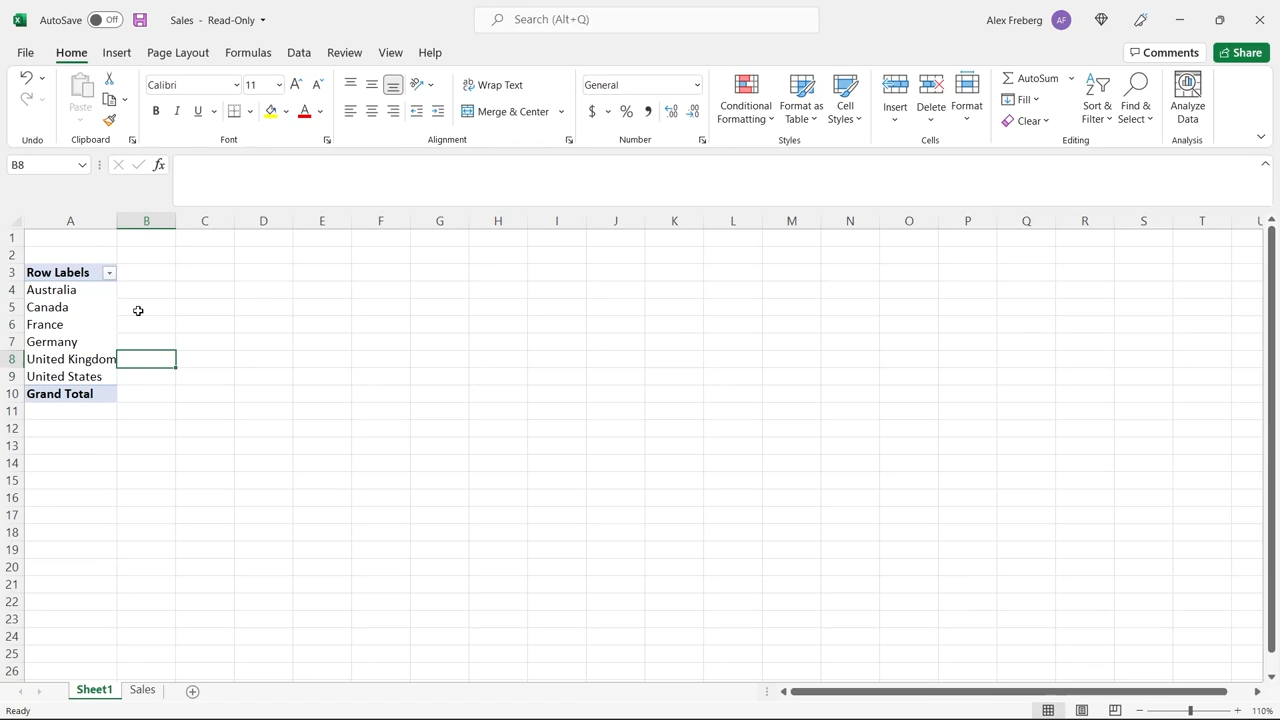 AutoSave Off Sales - Read-Only Search (Alt+Q) Alex Freberg AF
File Home Insert Page Layout Formulas Data Review View Help Comments Share
Paste Calibri 11 B I U A A A Wrap Text Merge & Center General $ % , Conditional Formatting Format as Table Cell Styles Insert Delete Format AutoSum Fill Clear Sort & Filter Find & Select Analyze Data
Undo Clipboard Font Alignment Number Styles Cells Editing Analysis
B8 fx
A B C D E F G H I J K L M N O P Q R S T U
1
2
3 Row Labels
4 Australia
5 Canada
6 France
7 Germany
8 United Kingdom
9 United States
10 Grand Total
11
12
13
14
15
16
17
18
19
20
21
22
23
24
25
26
Sheet1 Sales
Ready 110%